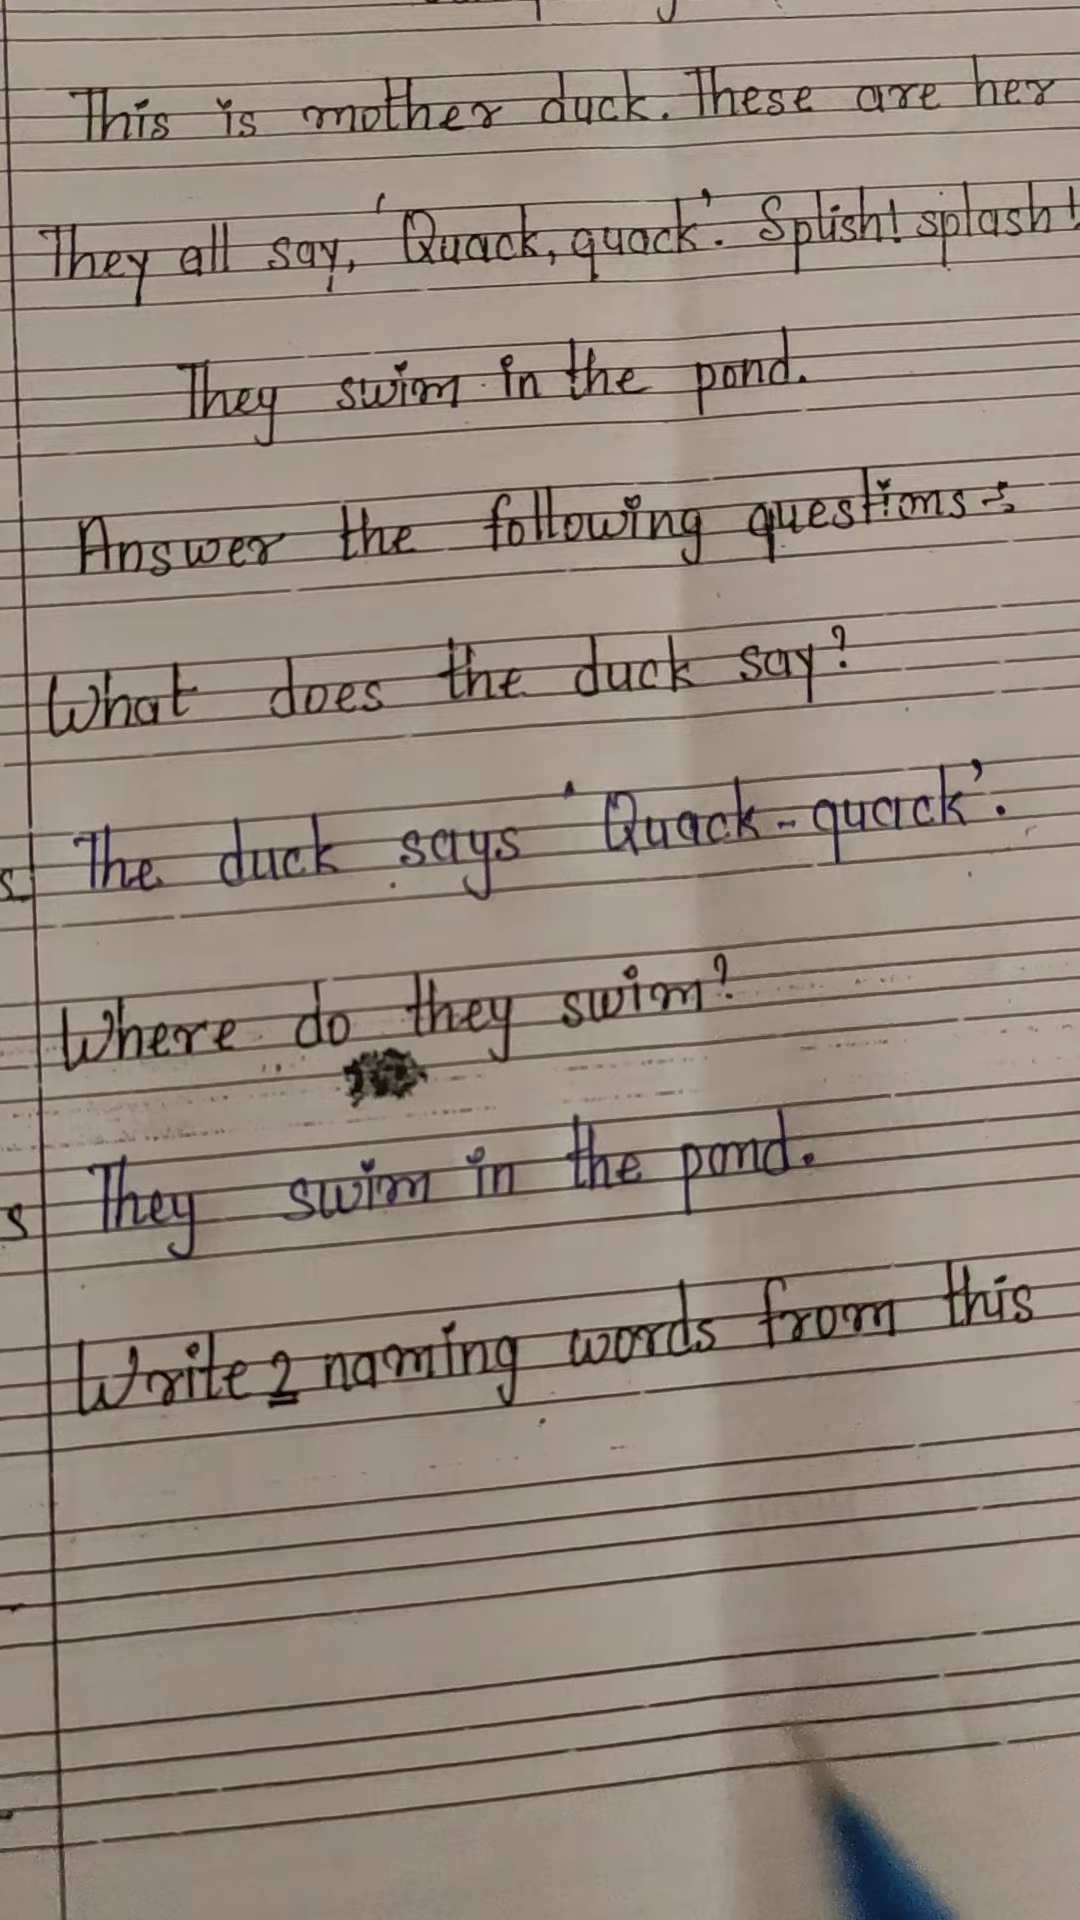 This is mother duck. These are her
They all say, 'Quack, quack'. Splish! splash!
They swim in the pond.
Answer the following questions :-
What does the duck say?
s The duck says 'Quack-quack'.
Where do they swim?
s They swim in the pond.
Write 2 naming words from this